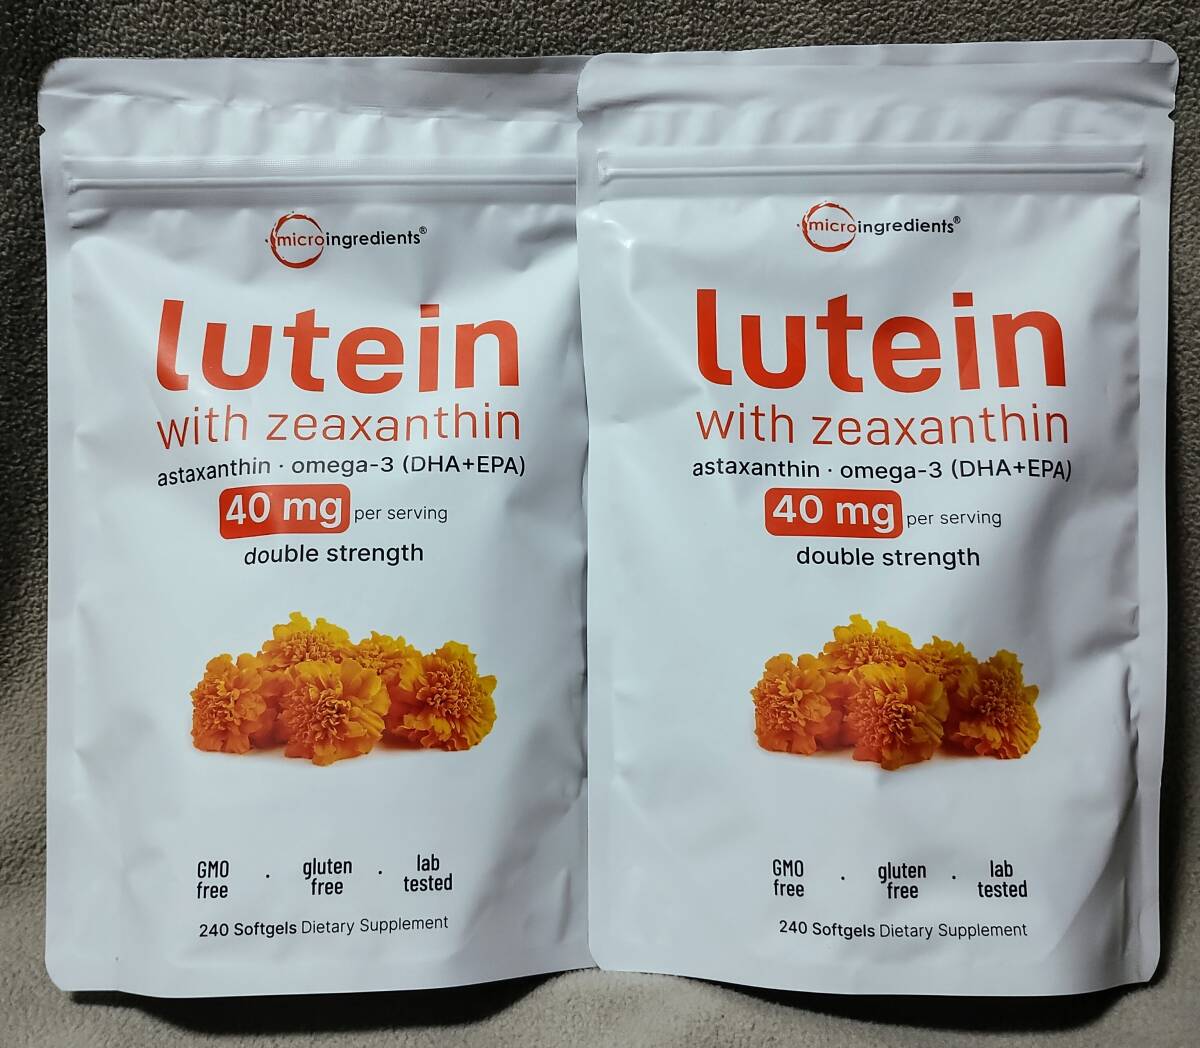 microingredients®
lutein
with zeaxanthin
astaxanthin · omega-3 (DHA+EPA)
40 mg per serving
double strength
GMO free · gluten free · lab tested
240 Softgels Dietary Supplement
microingredients®
lutein
with zeaxanthin
astaxanthin · omega-3 (DHA+EPA)
40 mg per serving
double strength
GMO free · gluten free · lab tested
240 Softgels Dietary Supplement